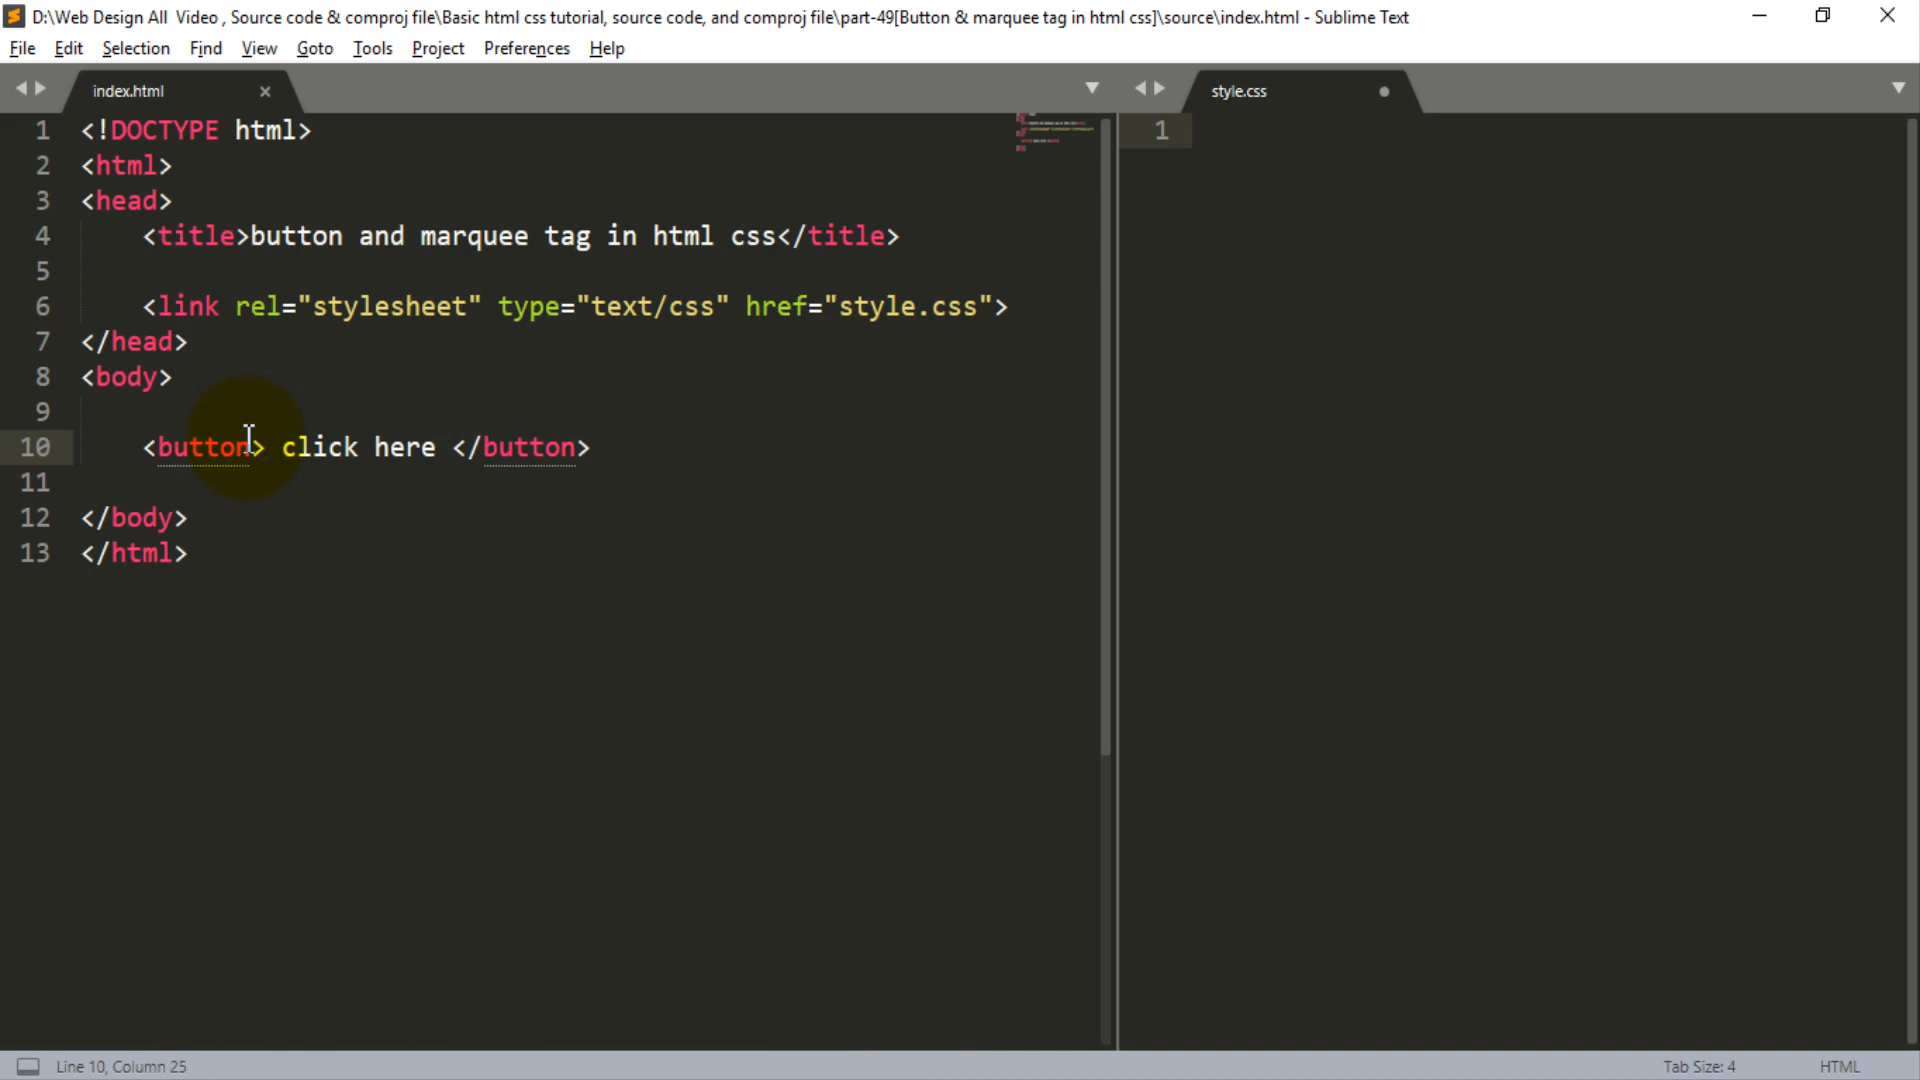 D:\Web Design All  Video , Source code & comproj file\Basic html css tutorial, source code, and comproj file\part-49[Button & marquee tag in html css]\source\index.html - Sublime Text
File Edit Selection Find View Goto Tools Project Preferences Help
index.html
style.css
1 <!DOCTYPE html>
2 <html>
3 <head>
4     <title>button and marquee tag in html css</title>
5
6     <link rel="stylesheet" type="text/css" href="style.css">
7 </head>
8 <body>
9
10     <button> click here </button>
11
12 </body>
13 </html>
1
Line 10, Column 25
Tab Size: 4
HTML